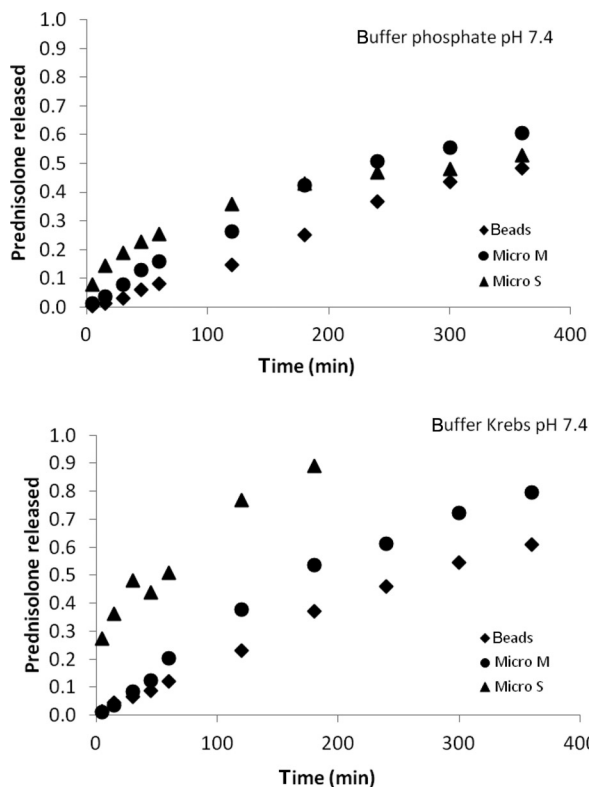 Buffer phosphate pH 7.4
Prednisolone released
1.0
0.9
0.8
0.7
0.6
0.5
0.4
0.3
0.2
0.1
0.0
Beads
Micro M
Micro S
0 100 200 300 400
Time (min)
Buffer Krebs pH 7.4
Prednisolone released
1.0
0.9
0.8
0.7
0.6
0.5
0.4
0.3
0.2
0.1
0.0
Beads
Micro M
Micro S
0 100 200 300 400
Time (min)